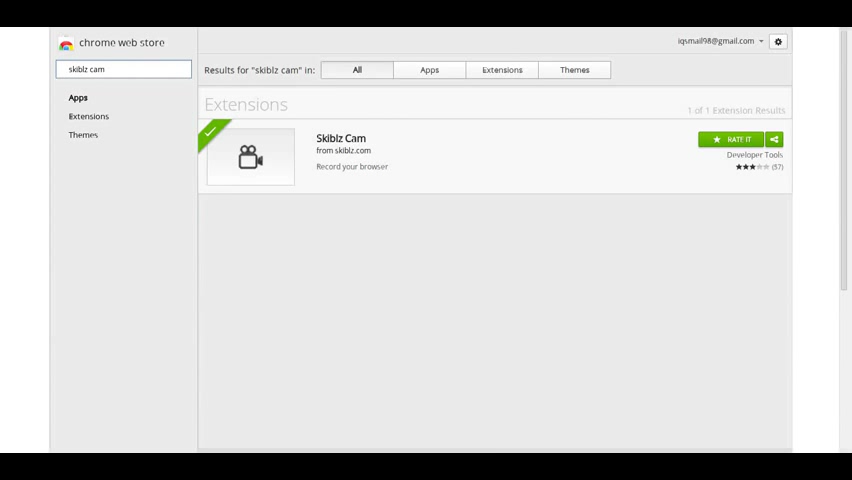 chrome web store
iqsmail98@gmail.com
skiblz cam
Results for "skiblz cam" in:
All
Apps
Extensions
Themes
Apps
Extensions
Themes
Extensions
1 of 1 Extension Results
Skiblz Cam
from skiblz.com
Record your browser
RATE IT
Developer Tools
(57)